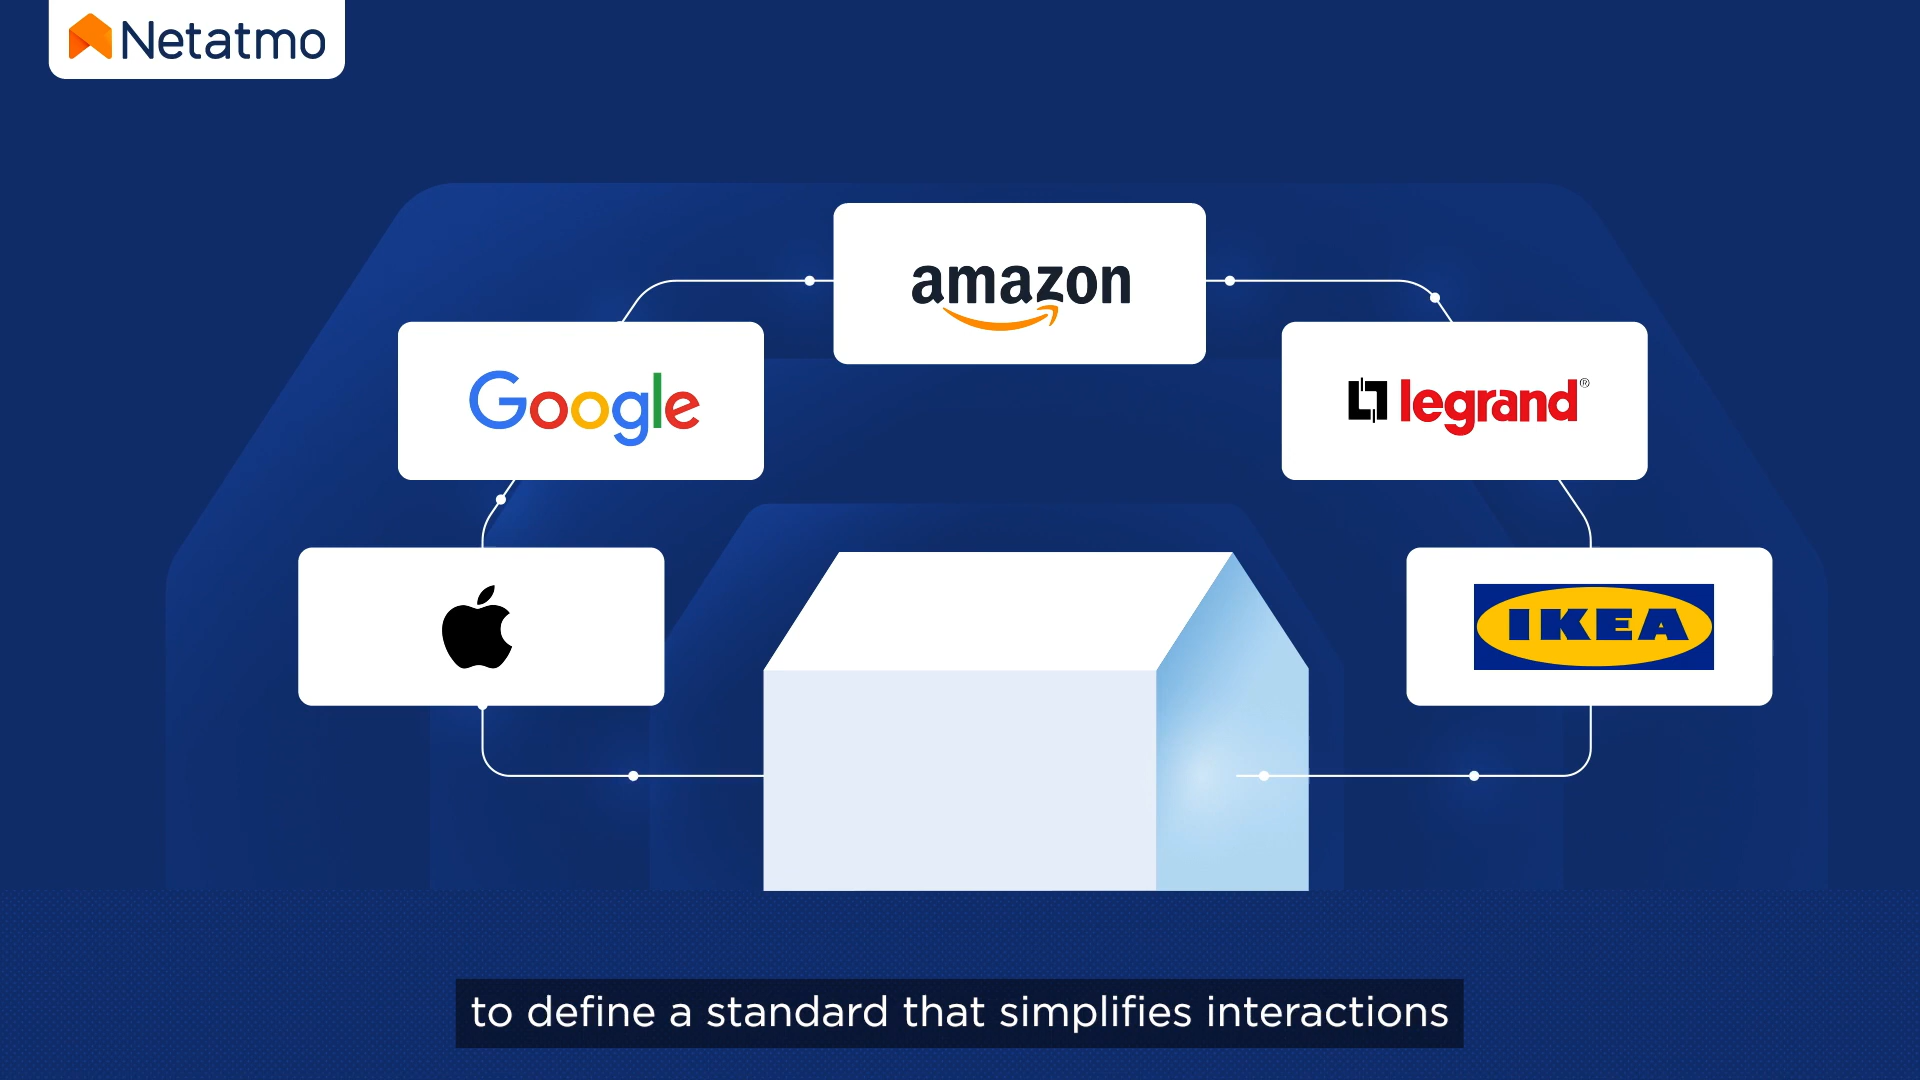 Netatmo
amazon
Google
legrand®
IKEA
to define a standard that simplifies interactions